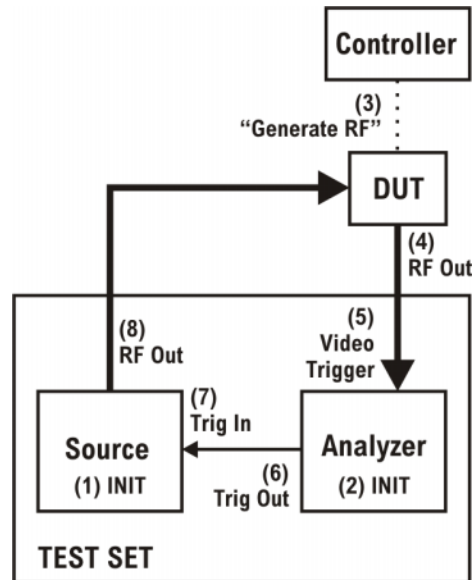 Controller
(3)
“Generate RF”
DUT
(4)
RF Out
(8)
RF Out
(5)
Video
Trigger
(7)
Trig In
Source
(1) INIT
Analyzer
(2) INIT
(6)
Trig Out
TEST SET